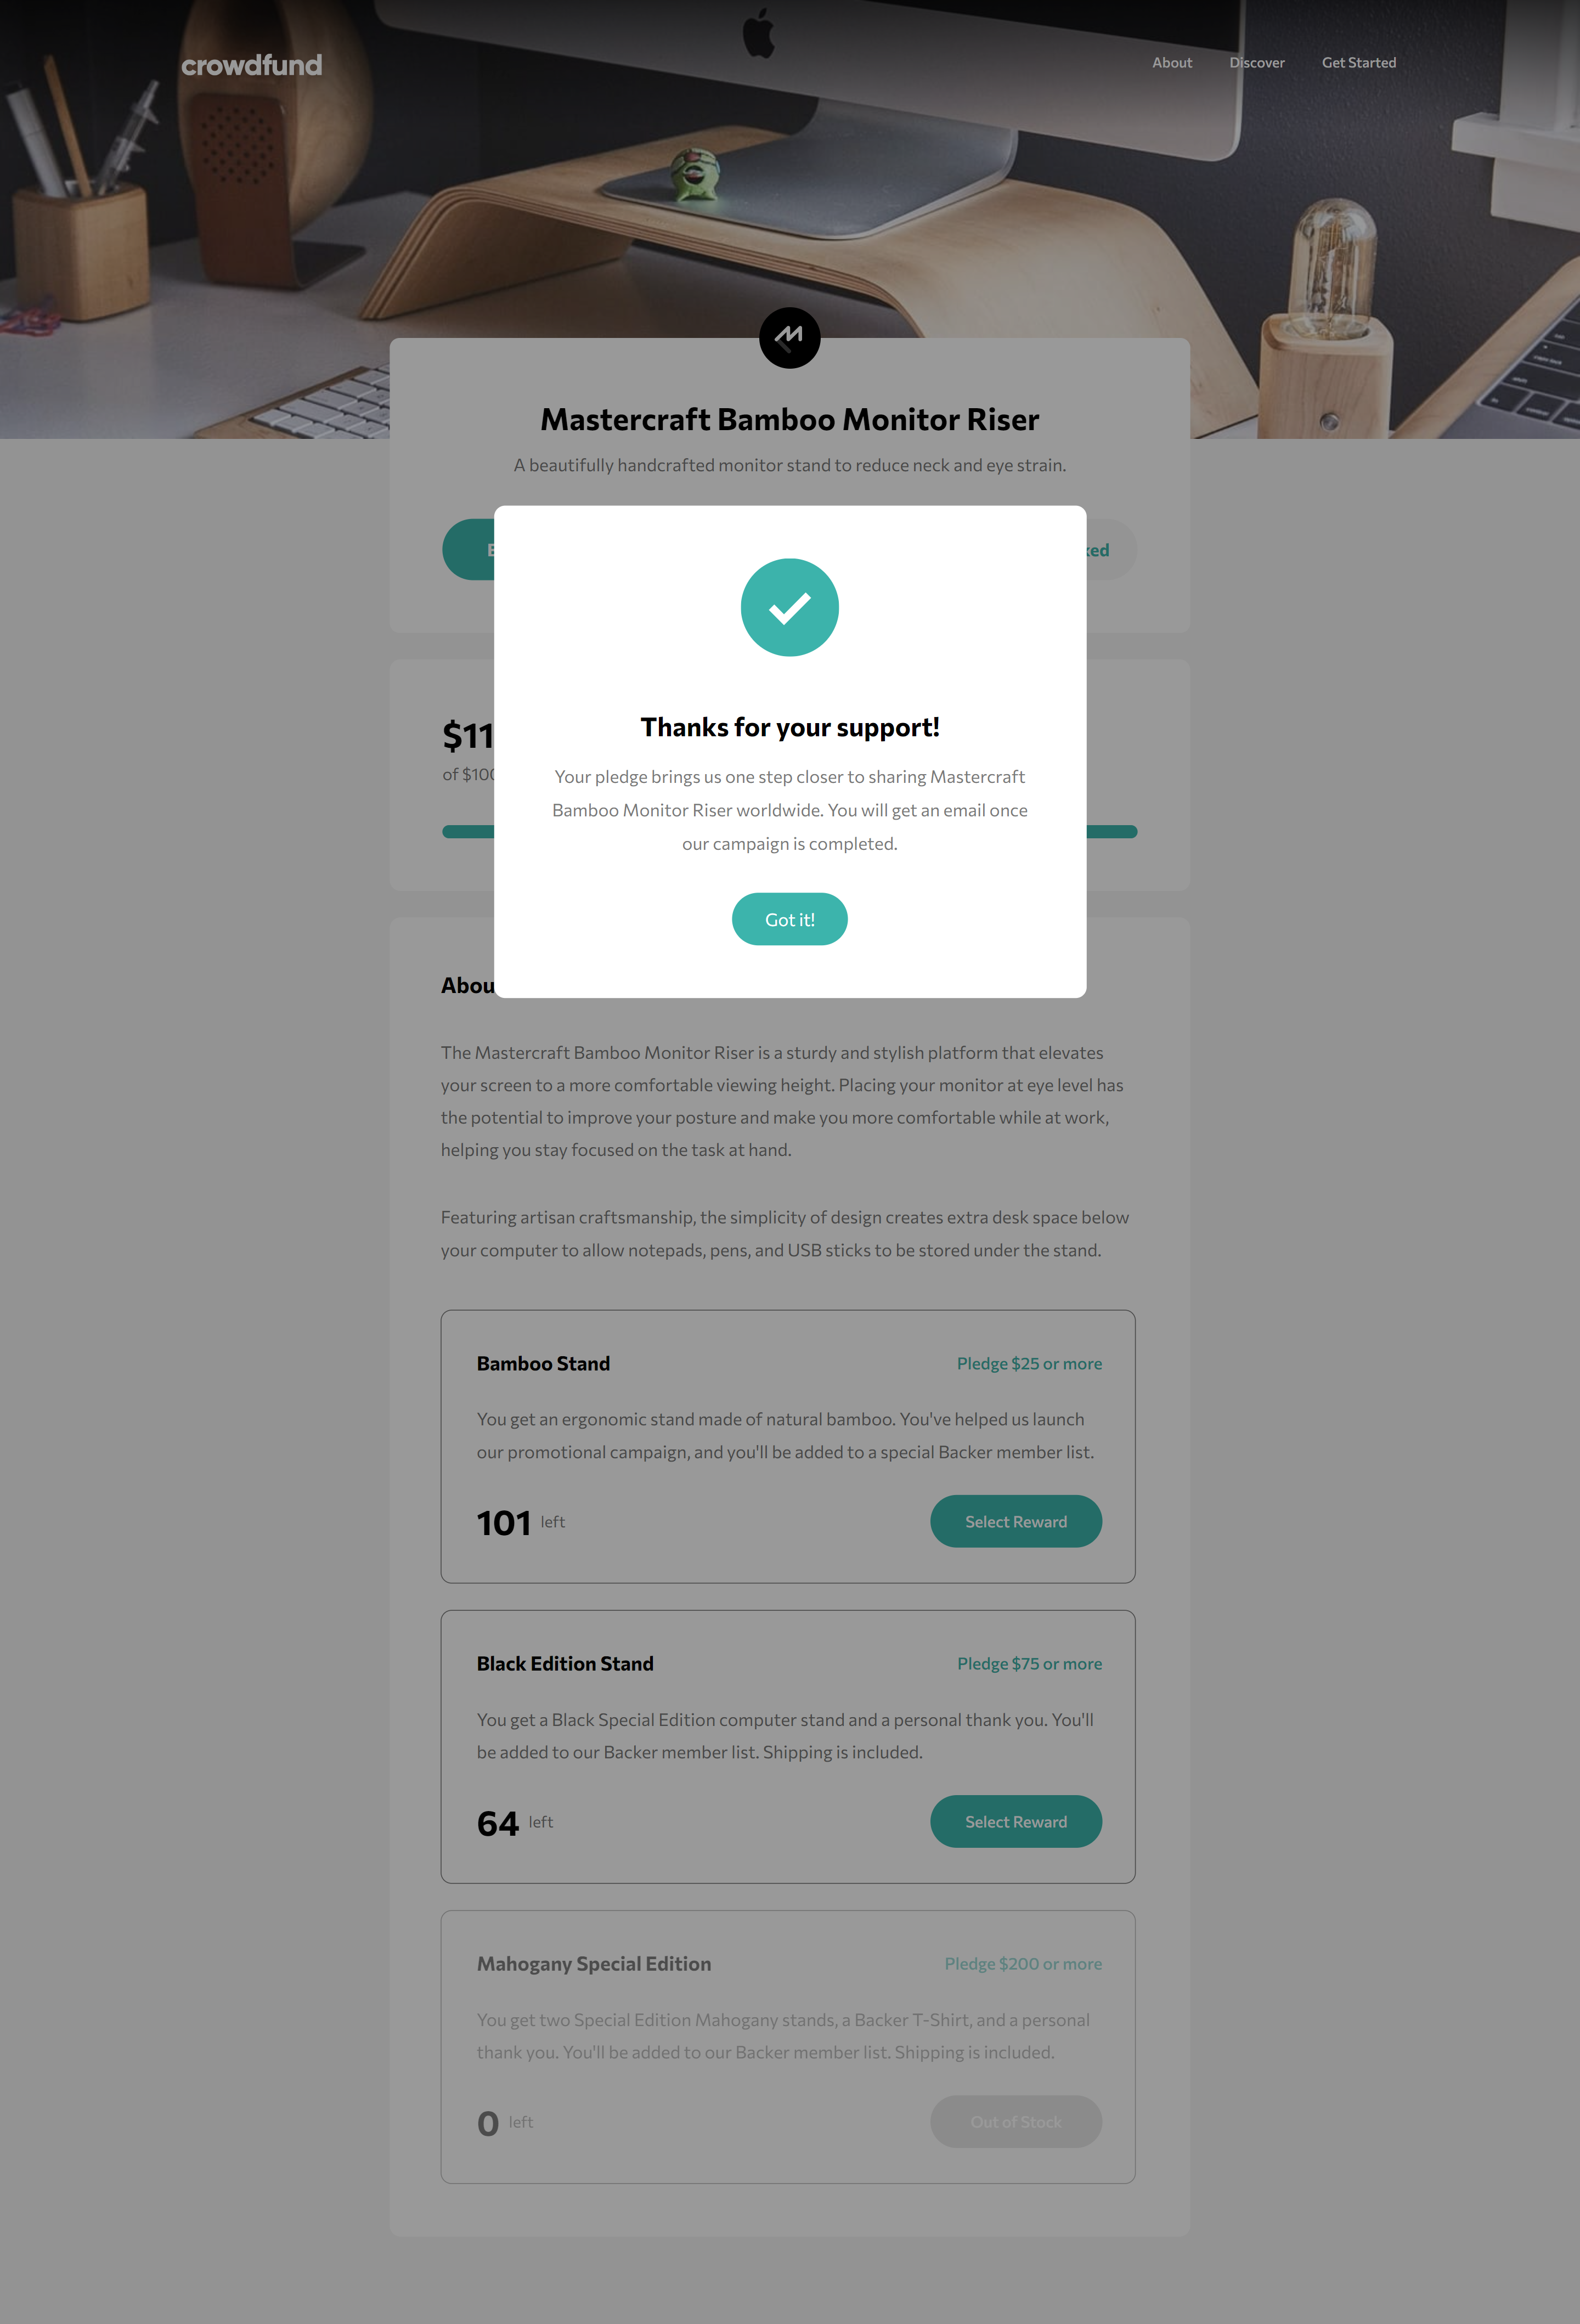 crowdfund
About
Discover
Get Started
Mastercraft Bamboo Monitor Riser
A beautifully handcrafted monitor stand to reduce neck and eye strain.
Thanks for your support!
Your pledge brings us one step closer to sharing Mastercraft
Bamboo Monitor Riser worldwide. You will get an email once
our campaign is completed.
Got it!
The Mastercraft Bamboo Monitor Riser is a sturdy and stylish platform that elevates
your screen to a more comfortable viewing height. Placing your monitor at eye level has
the potential to improve your posture and make you more comfortable while at work,
helping you stay focused on the task at hand.
Featuring artisan craftsmanship, the simplicity of design creates extra desk space below
your computer to allow notepads, pens, and USB sticks to be stored under the stand.
Bamboo Stand
Pledge $25 or more
You get an ergonomic stand made of natural bamboo. You've helped us launch
our promotional campaign, and you'll be added to a special Backer member list.
101 left
Select Reward
Black Edition Stand
Pledge $75 or more
You get a Black Special Edition computer stand and a personal thank you. You'll
be added to our Backer member list. Shipping is included.
64 left
Select Reward
Mahogany Special Edition
Pledge $200 or more
You get two Special Edition Mahogany stands, a Backer T-Shirt, and a personal
thank you. You'll be added to our Backer member list. Shipping is included.
0 left
Out of Stock